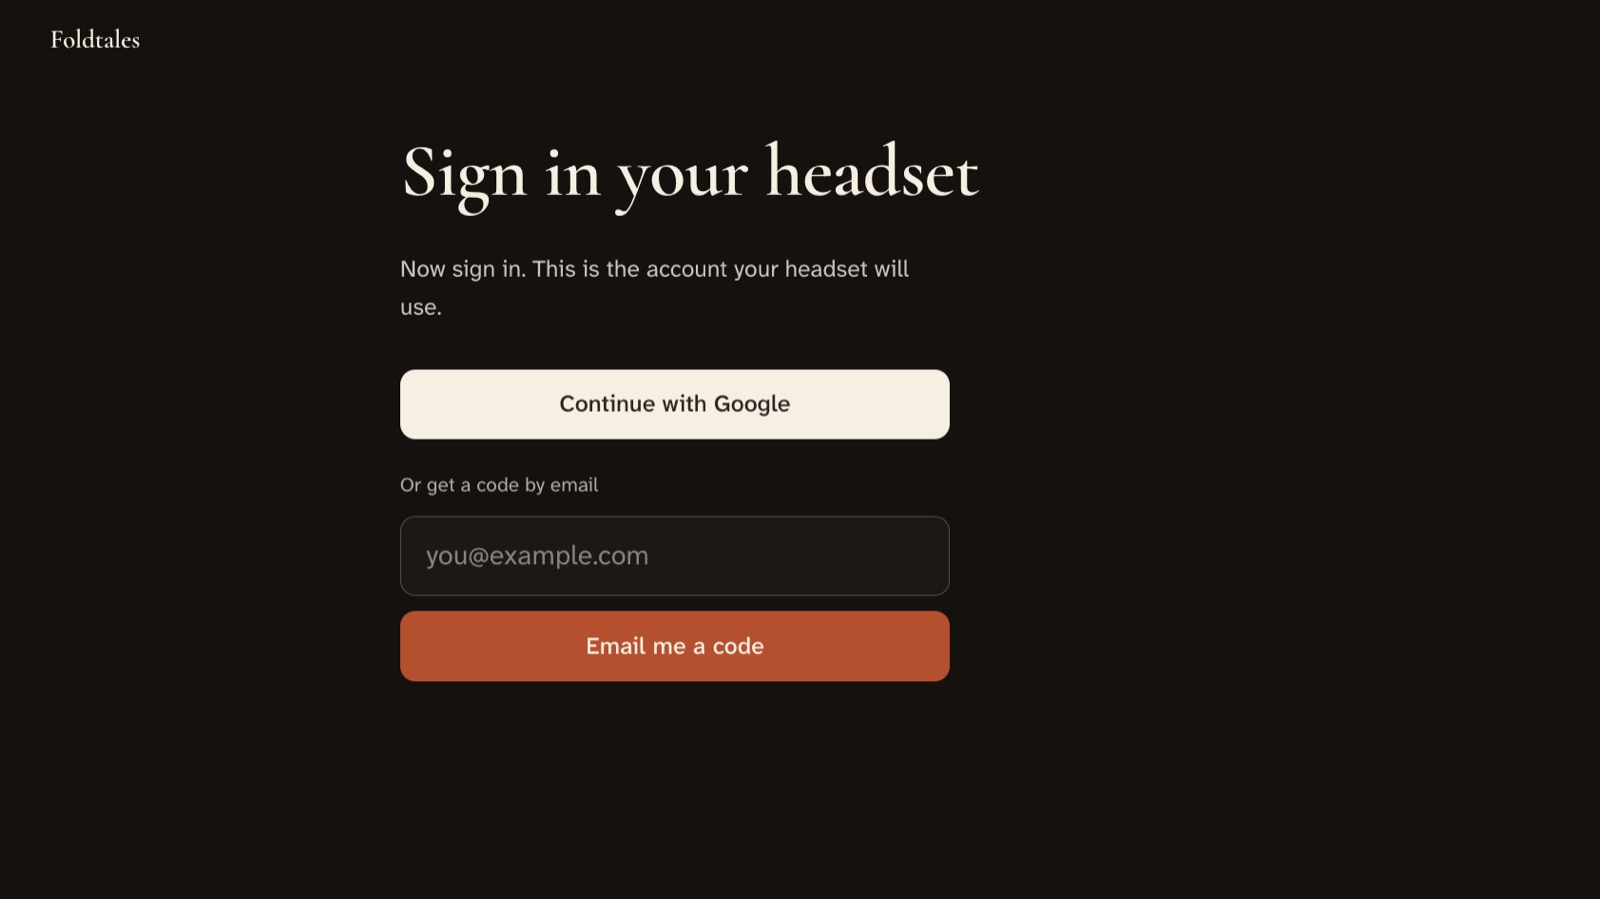 Foldtales
Sign in your headset
Now sign in. This is the account your headset will
use.
Continue with Google
Or get a code by email
you@example.com
Email me a code